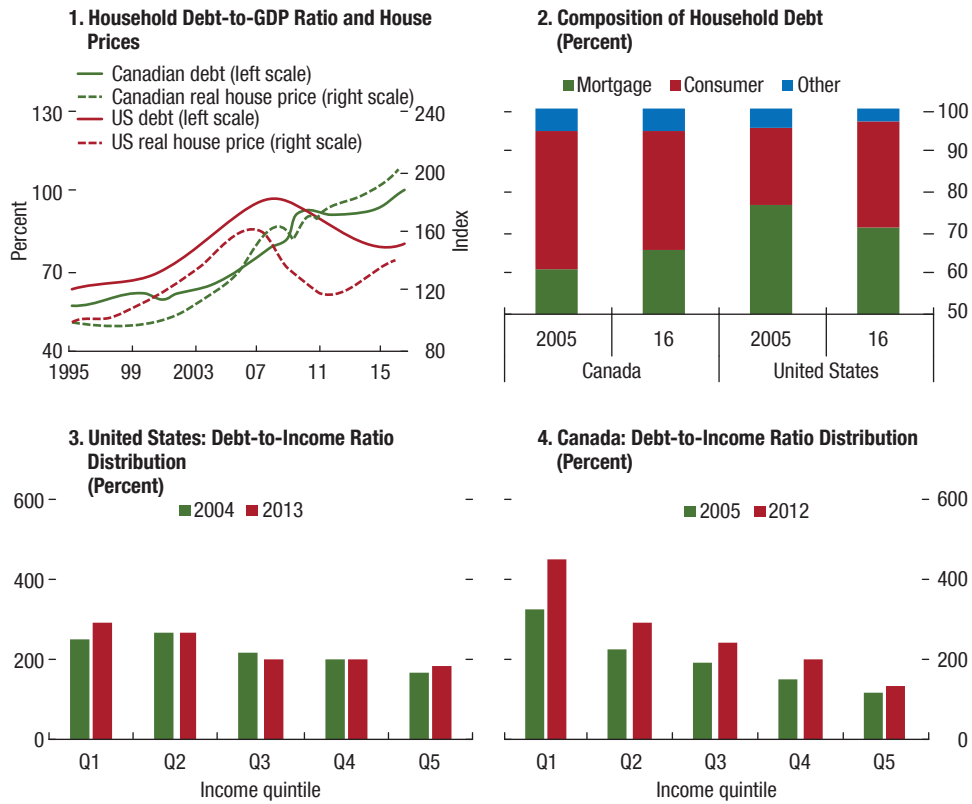 1. Household Debt-to-GDP Ratio and House
Prices
Canadian debt (left scale)
Canadian real house price (right scale)
US debt (left scale)
US real house price (right scale)
130
100
70
40
Percent
240
200
160
120
80
Index
1995 99 2003 07 11 15
2. Composition of Household Debt
(Percent)
Mortgage Consumer Other
100
90
80
70
60
50
2005 16 2005 16
Canada United States
3. United States: Debt-to-Income Ratio
Distribution
(Percent)
2004 2013
600
400
200
0
Q1 Q2 Q3 Q4 Q5
Income quintile
4. Canada: Debt-to-Income Ratio Distribution
(Percent)
2005 2012
600
400
200
0
Q1 Q2 Q3 Q4 Q5
Income quintile